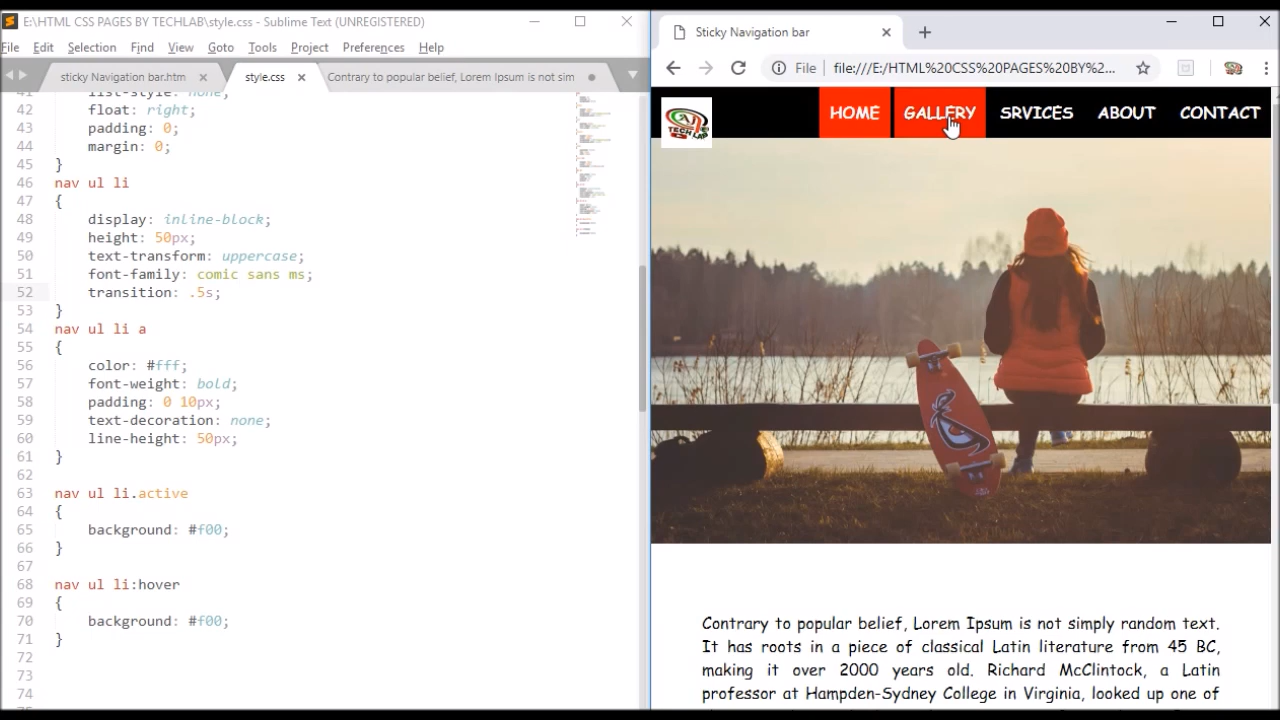 E:\HTML CSS PAGES BY TECHLAB\style.css - Sublime Text (UNREGISTERED)
File Edit Selection Find View Goto Tools Project Preferences Help
sticky Navigation bar.htm style.css Contrary to popular belief, Lorem Ipsum is not sim
41 list-style: none;
42 float: right;
43 padding: 0;
44 margin: 0;
45 }
46 nav ul li
47 {
48 display: inline-block;
49 height: 50px;
50 text-transform: uppercase;
51 font-family: comic sans ms;
52 transition: .5s;
53 }
54 nav ul li a
55 {
56 color: #fff;
57 font-weight: bold;
58 padding: 0 10px;
59 text-decoration: none;
60 line-height: 50px;
61 }
62
63 nav ul li.active
64 {
65 background: #f00;
66 }
67
68 nav ul li:hover
69 {
70 background: #f00;
71 }
72
73
74
Sticky Navigation bar
File file:///E:/HTML%20CSS%20PAGES%20BY%2...
TECH LAB
HOME GALLERY SRVICES ABOUT CONTACT
Contrary to popular belief, Lorem Ipsum is not simply random text.
It has roots in a piece of classical Latin literature from 45 BC,
making it over 2000 years old. Richard McClintock, a Latin
professor at Hampden-Sydney College in Virginia, looked up one of